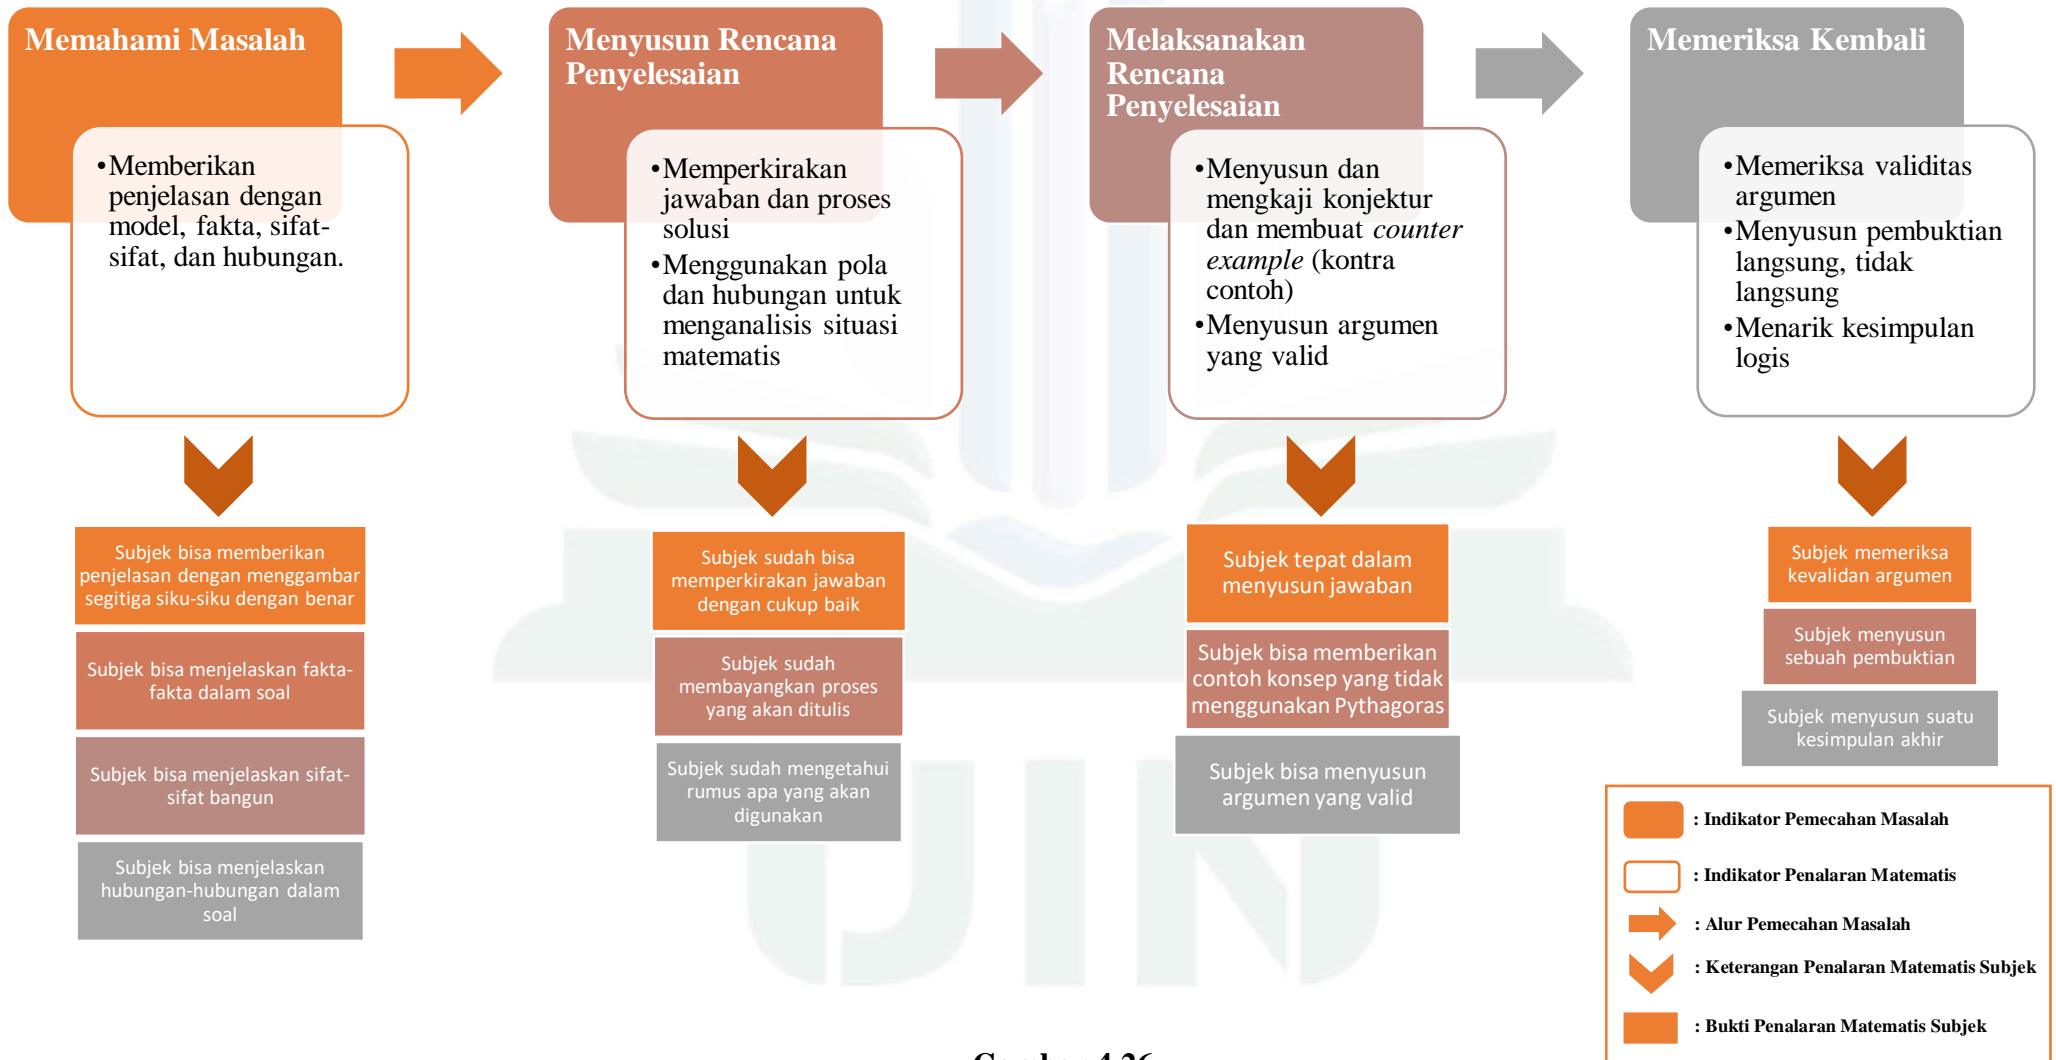 Memahami Masalah
•Memberikan
penjelasan dengan
model, fakta, sifat-
sifat, dan hubungan.
Subjek bisa memberikan
penjelasan dengan menggambar
segitiga siku-siku dengan benar
Subjek bisa menjelaskan fakta-
fakta dalam soal
Subjek bisa menjelaskan sifat-
sifat bangun
Subjek bisa menjelaskan
hubungan-hubungan dalam
soal
Menyusun Rencana
Penyelesaian
•Memperkirakan
jawaban dan proses
solusi
•Menggunakan pola
dan hubungan untuk
menganalisis situasi
matematis
Subjek sudah bisa
memperkirakan jawaban
dengan cukup baik
Subjek sudah
membayangkan proses
yang akan ditulis
Subjek sudah mengetahui
rumus apa yang akan
digunakan
Melaksanakan
Rencana
Penyelesaian
•Menyusun dan
mengkaji konjektur
dan membuat counter
example (kontra
contoh)
•Menyusun argumen
yang valid
Subjek tepat dalam
menyusun jawaban
Subjek bisa memberikan
contoh konsep yang tidak
menggunakan Pythagoras
Subjek bisa menyusun
argumen yang valid
Memeriksa Kembali
•Memeriksa validitas
argumen
•Menyusun pembuktian
langsung, tidak
langsung
•Menarik kesimpulan
logis
Subjek memeriksa
kevalidan argumen
Subjek menyusun
sebuah pembuktian
Subjek menyusun suatu
kesimpulan akhir
: Indikator Pemecahan Masalah
: Indikator Penalaran Matematis
: Alur Pemecahan Masalah
: Keterangan Penalaran Matematis Subjek
: Bukti Penalaran Matematis Subjek
UIN
Gambar 4.26